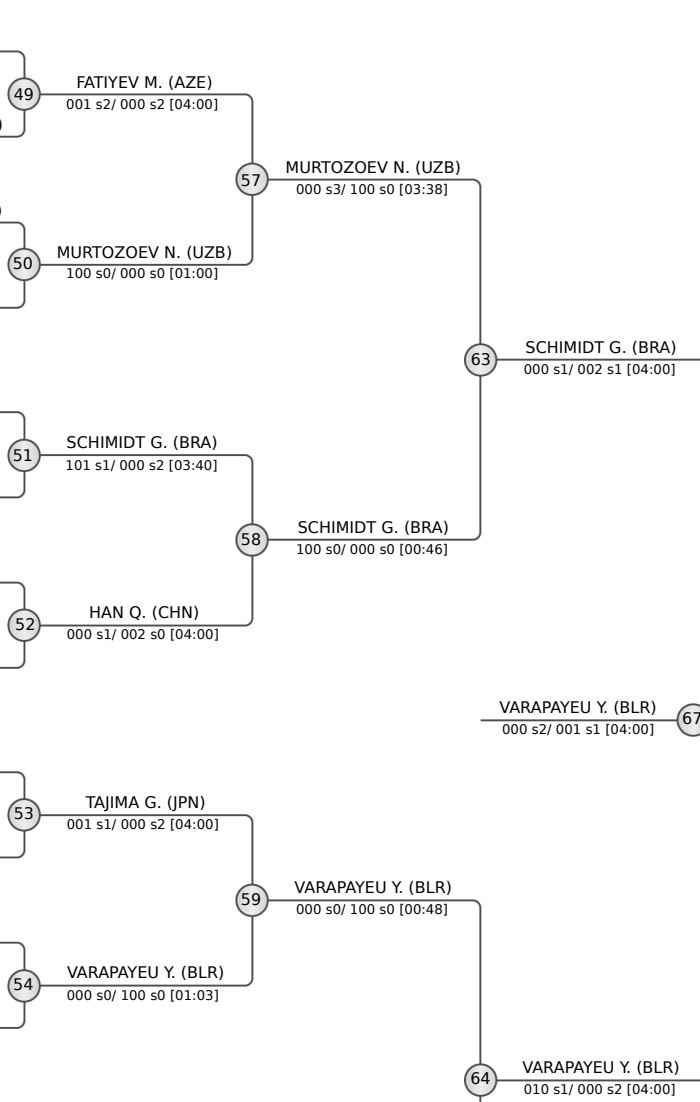 FATIYEV M. (AZE)
49
001 s2/ 000 s2 [04:00]
MURTOZOEV N. (UZB)
57
000 s3/ 100 s0 [03:38]
MURTOZOEV N. (UZB)
50
100 s0/ 000 s0 [01:00]
SCHIMIDT G. (BRA)
63
000 s1/ 002 s1 [04:00]
SCHIMIDT G. (BRA)
51
101 s1/ 000 s2 [03:40]
SCHIMIDT G. (BRA)
58
100 s0/ 000 s0 [00:46]
HAN Q. (CHN)
52
000 s1/ 002 s0 [04:00]
VARAPAYEU Y. (BLR)
67
000 s2/ 001 s1 [04:00]
TAJIMA G. (JPN)
53
001 s1/ 000 s2 [04:00]
VARAPAYEU Y. (BLR)
59
000 s0/ 100 s0 [00:48]
VARAPAYEU Y. (BLR)
54
000 s0/ 100 s0 [01:03]
VARAPAYEU Y. (BLR)
64
010 s1/ 000 s2 [04:00]